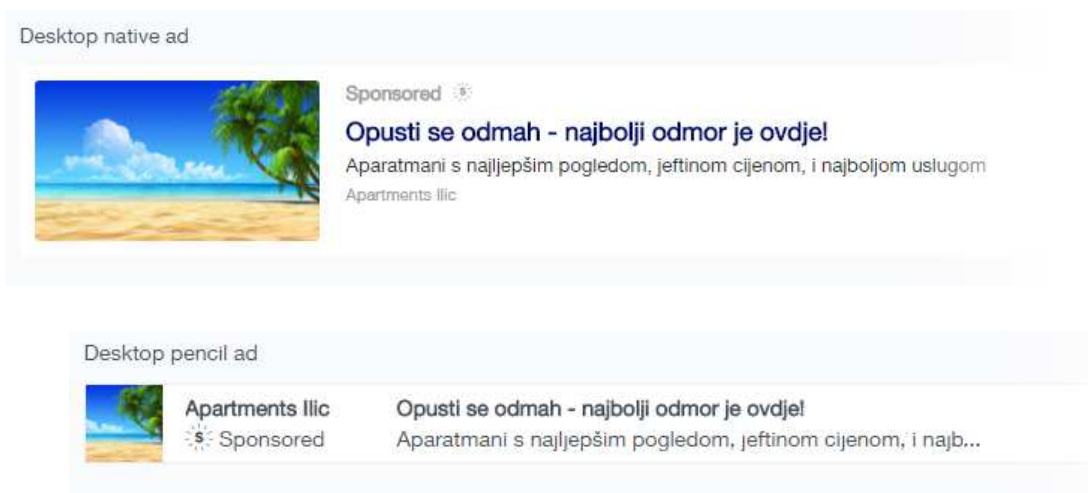 Desktop native ad
Sponsored
Opusti se odmah - najbolji odmor je ovdje!
Aparatmani s najljepšim pogledom, jeftinom cijenom, i najboljom uslugom
Apartments Ilic
Desktop pencil ad
Apartments Ilic
Opusti se odmah - najbolji odmor je ovdje!
Sponsored
Aparatmani s najljepšim pogledom, jeftinom cijenom, i najb...